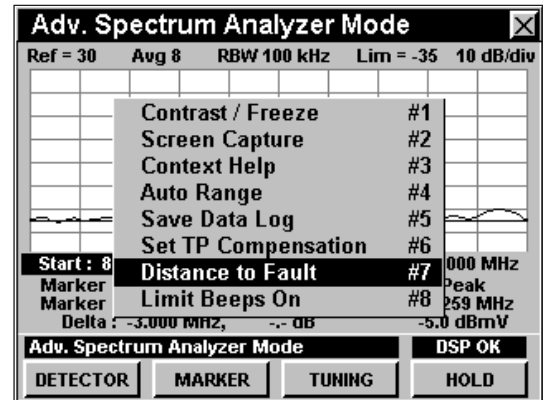 Adv. Spectrum Analyzer Mode
Ref = 30 Avg 8 RBW 100 kHz Lim = -35 10 dB/div
Contrast / Freeze #1
Screen Capture #2
Context Help #3
Auto Range #4
Save Data Log #5
Set TP Compensation #6
Start : 8 Distance to Fault #7 000 MHz
Marker Peak
Marker Limit Beeps On #8 259 MHz
Delta : -3.000 MHz, -.- dB -5.0 dBmV
Adv. Spectrum Analyzer Mode DSP OK
DETECTOR MARKER TUNING HOLD